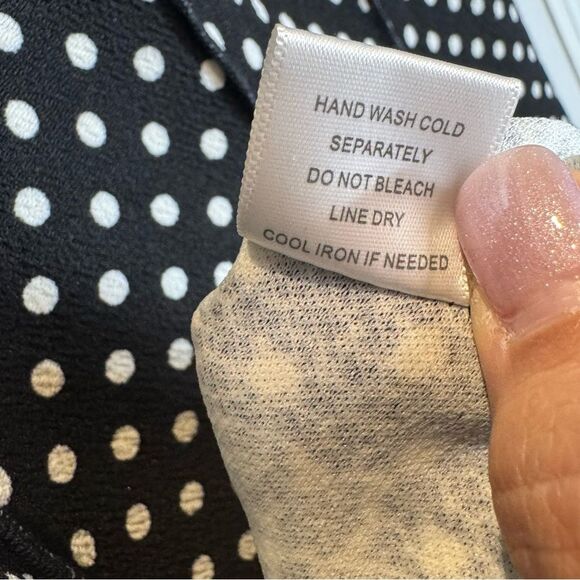 HAND WASH COLD
SEPARATELY
DO NOT BLEACH
LINE DRY
COOL IRON IF NEEDED